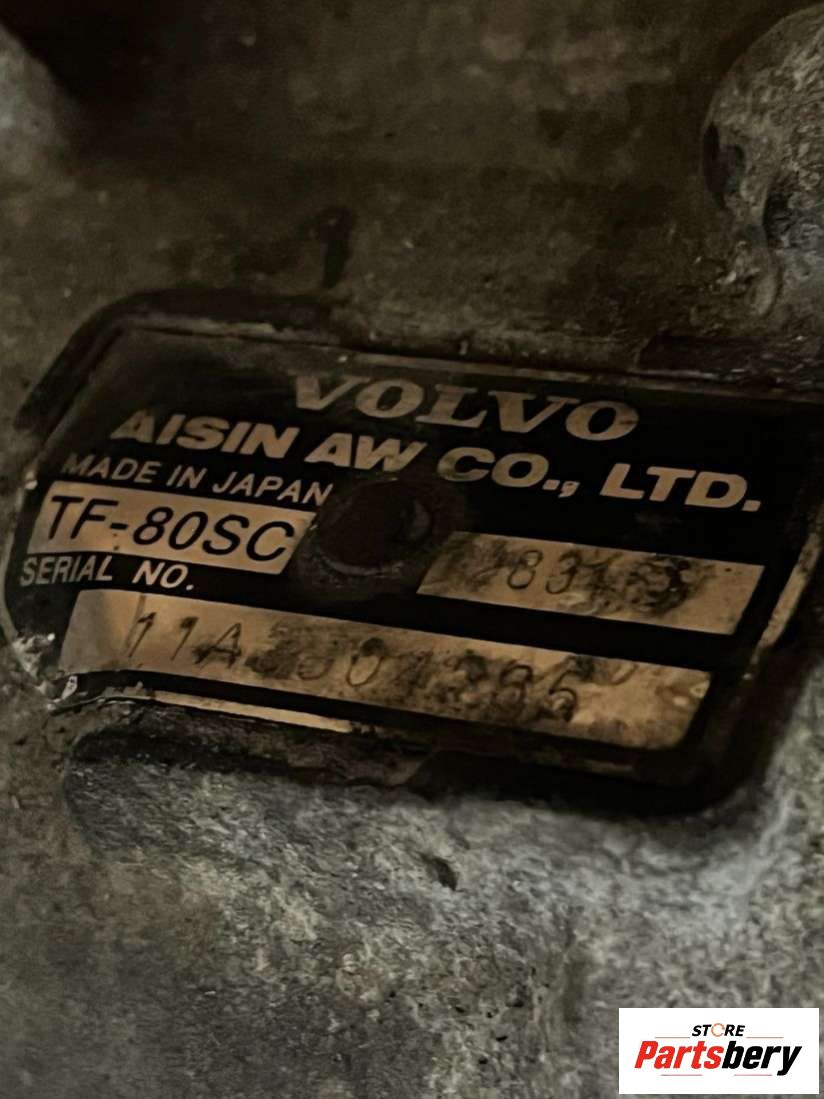 VOLVO
AISIN AW CO., LTD.
MADE IN JAPAN
TF-80SC
SERIAL NO.
STORE
Partsbery